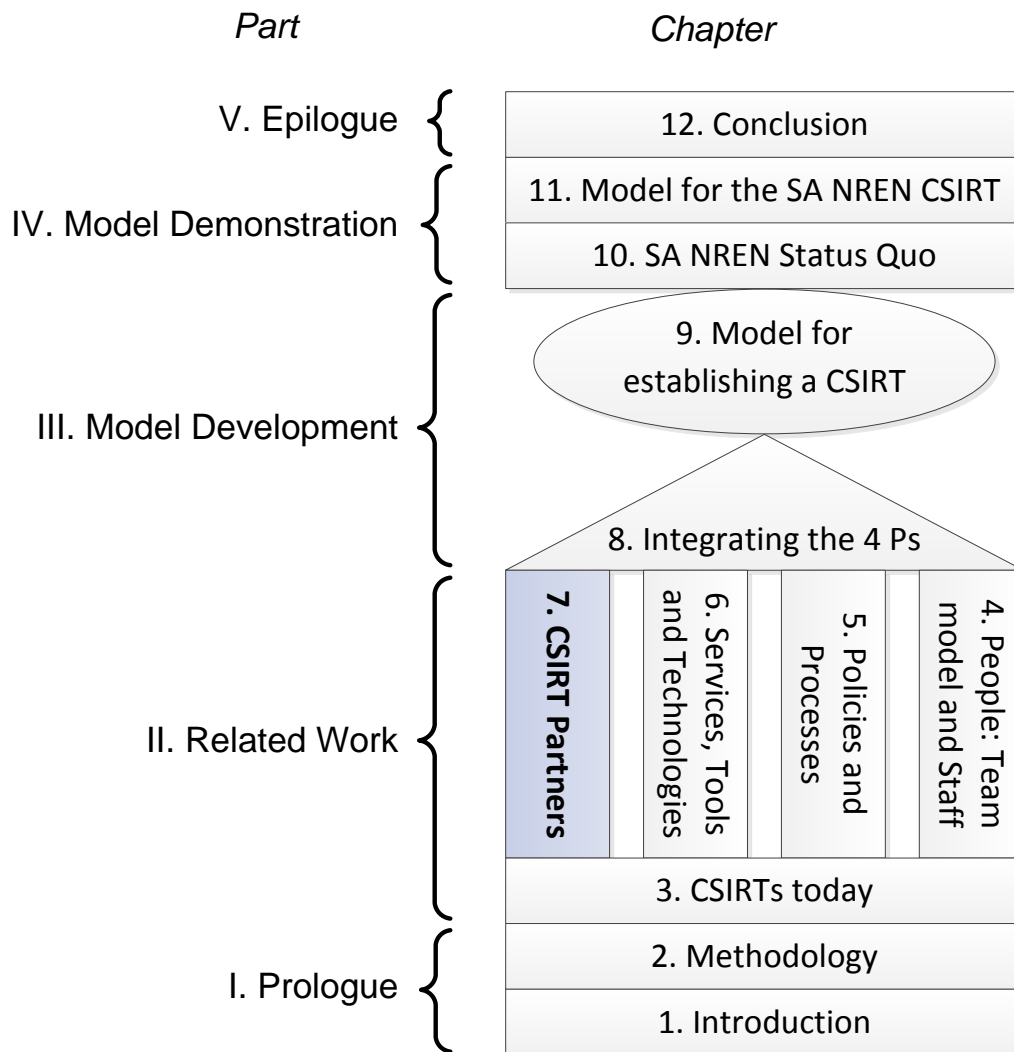 Part
Chapter
V. Epilogue
12. Conclusion
IV. Model Demonstration
11. Model for the SA NREN CSIRT
10. SA NREN Status Quo
III. Model Development
9. Model for
establishing a CSIRT
8. Integrating the 4 Ps
II. Related Work
7. CSIRT Partners
6. Services, Tools
and Technologies
5. Policies and
Processes
4. People: Team
model and Staff
3. CSIRTs today
I. Prologue
2. Methodology
1. Introduction